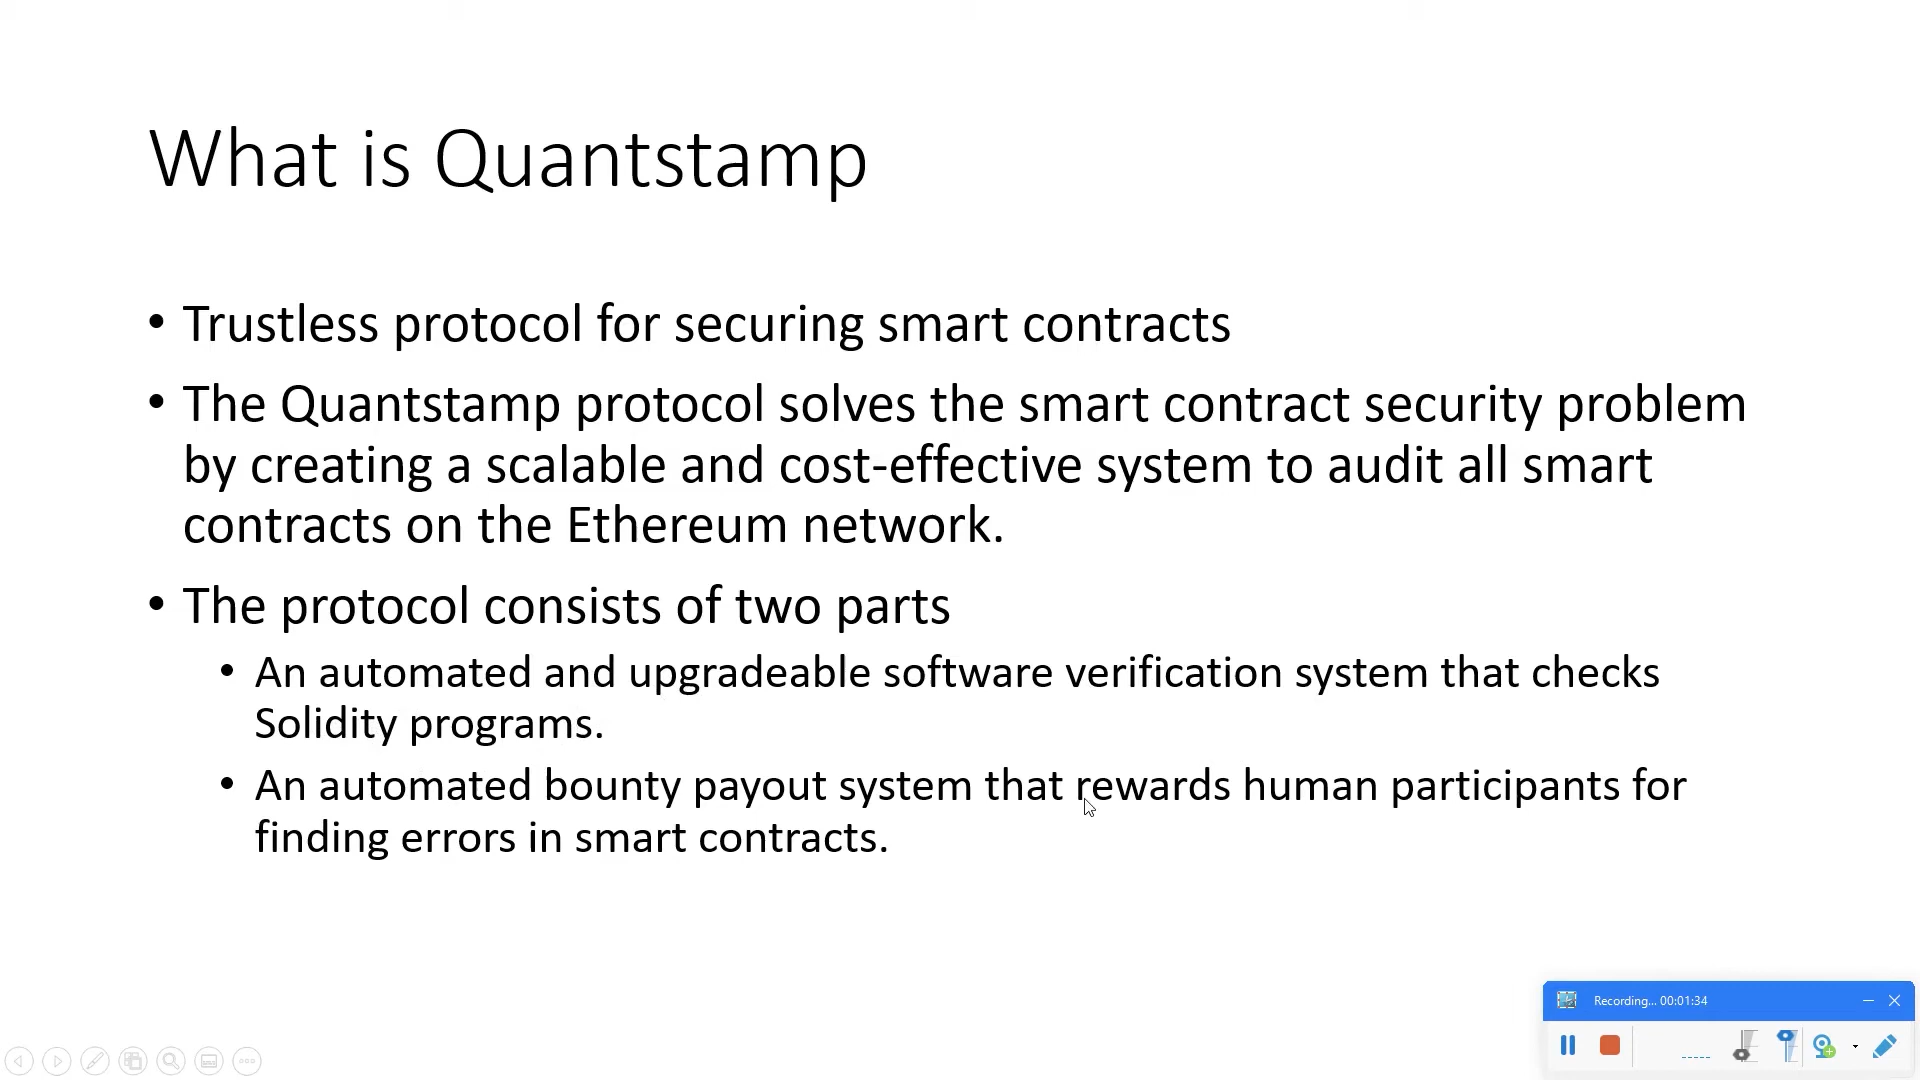 What is Quantstamp
• Trustless protocol for securing smart contracts
• The Quantstamp protocol solves the smart contract security problem
by creating a scalable and cost-effective system to audit all smart
contracts on the Ethereum network.
• The protocol consists of two parts
• An automated and upgradeable software verification system that checks
Solidity programs.
• An automated bounty payout system that rewards human participants for
finding errors in smart contracts.
Recording... 00:01:34